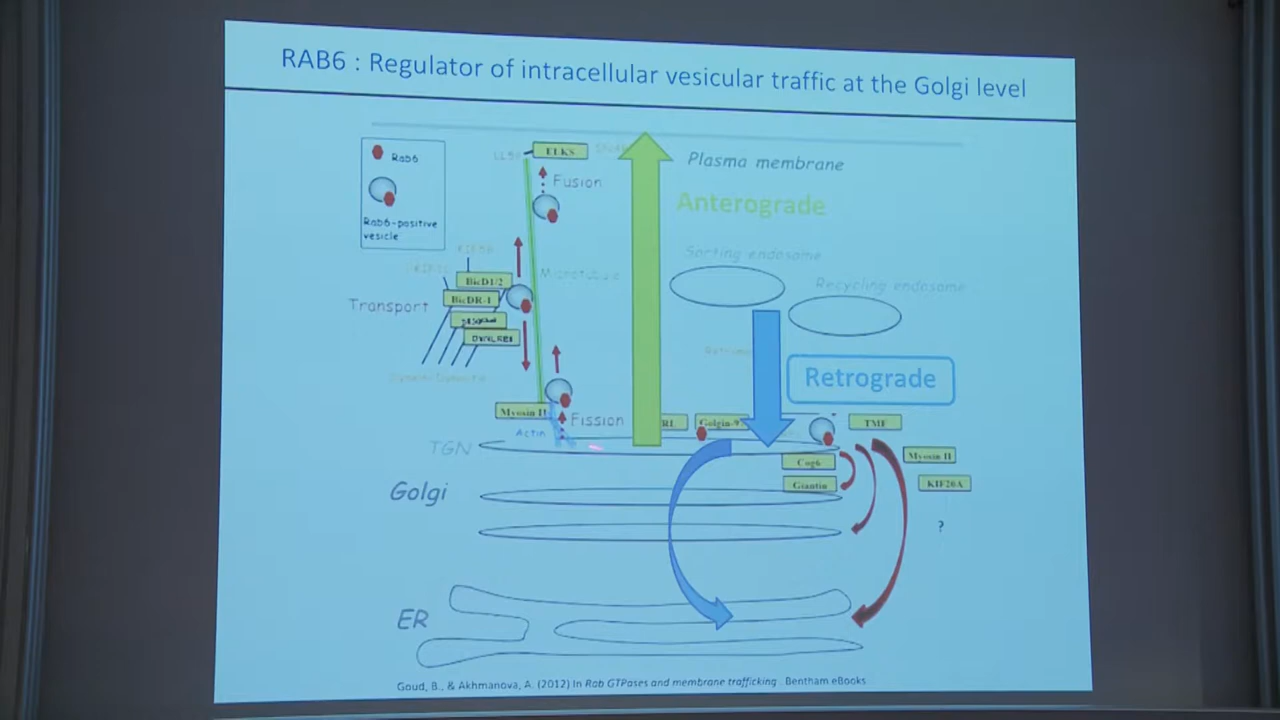 RAB6 : Regulator of intracellular vesicular traffic at the Golgi level
Rab6
Rab6-positive
vesicle
ELKS
Fusion
Plasma membrane
Anterograde
Sorting endosome
Recycling endosome
Microtubule
BicD1/2
BicDR-1
Transport
DYNLRB1
Retrograde
Myosin II
Fission
Actin
TGN
TMF
Myosin II
KIF20A
Cog6
Giantin
Golgi
?
ER
Goud, B., & Akhmanova, A. (2012) In Rab GTPases and membrane trafficking . Bentham eBooks